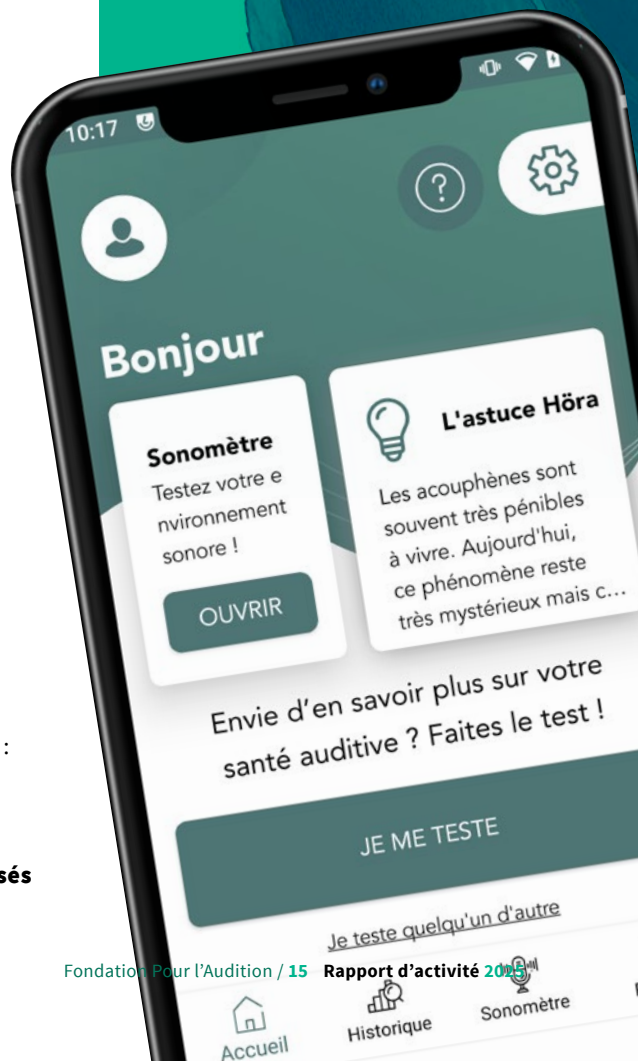 10:17
Bonjour
Sonomètre
Testez votre e
nvironnement
sonore !
OUVRIR
L'astuce Höra
Les acouphènes sont
souvent très pénibles
à vivre. Aujourd'hui,
ce phénomène reste
très mystérieux mais c...
Envie d'en savoir plus sur votre
santé auditive ? Faites le test !
:
JE ME TESTE
sés
Je teste quelqu'un d'autre
Fondation Pour l'Audition / 15 Rapport d'activité 2025
Accueil
Historique
Sonomètre